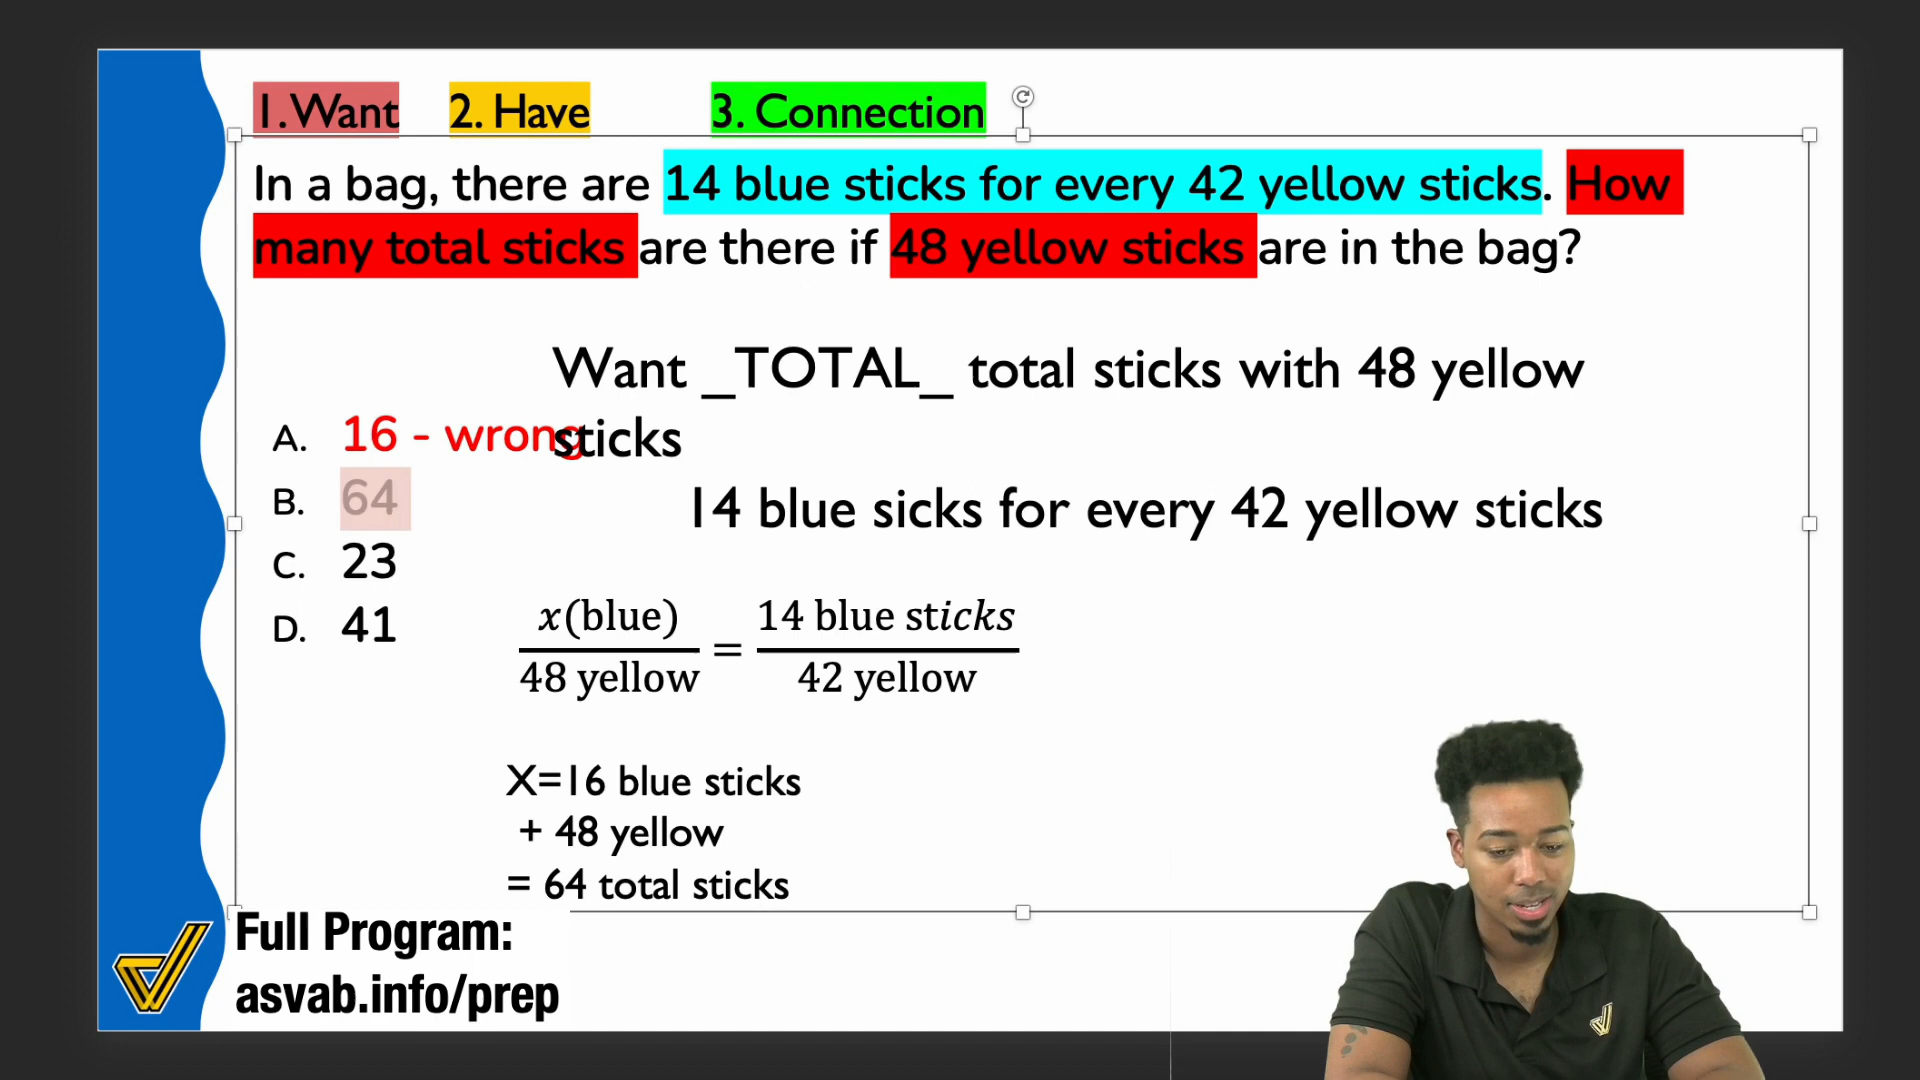 1.Want 2. Have 3. Connection
In a bag, there are 14 blue sticks for every 42 yellow sticks. How
many total sticks are there if 48 yellow sticks are in the bag?
Want _TOTAL_ total sticks with 48 yellow
sticks
A. 16 - wrong
B. 64
14 blue sicks for every 42 yellow sticks
C. 23
D. 41
x(blue) / 48 yellow = 14 blue sticks / 42 yellow
X=16 blue sticks
+ 48 yellow
= 64 total sticks
Full Program:
asvab.info/prep